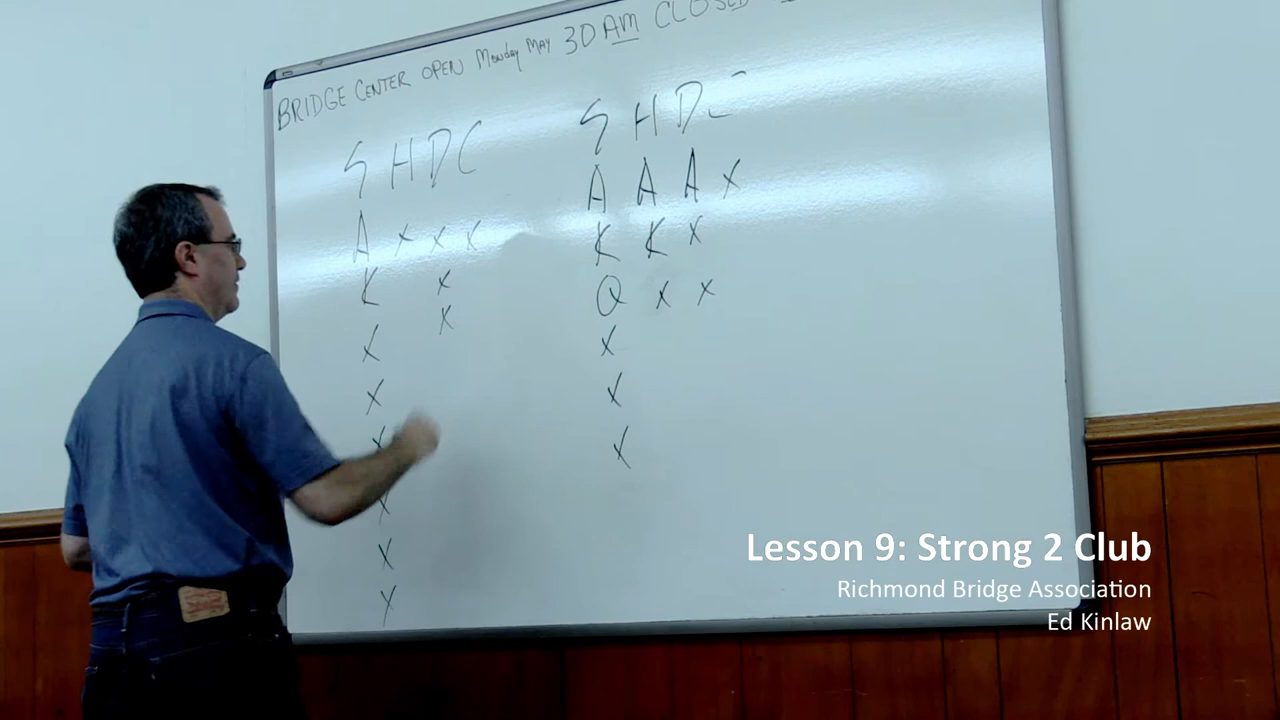 BRIDGE CENTER OPEN Monday MAY 30 AM CLOSED
S H D C
A x x x
K x
x
x
x
x
x
x
x
S H D C
A A A x
K K x
Q x x
x
x
x
Lesson 9: Strong 2 Club
Richmond Bridge Association
Ed Kinlaw